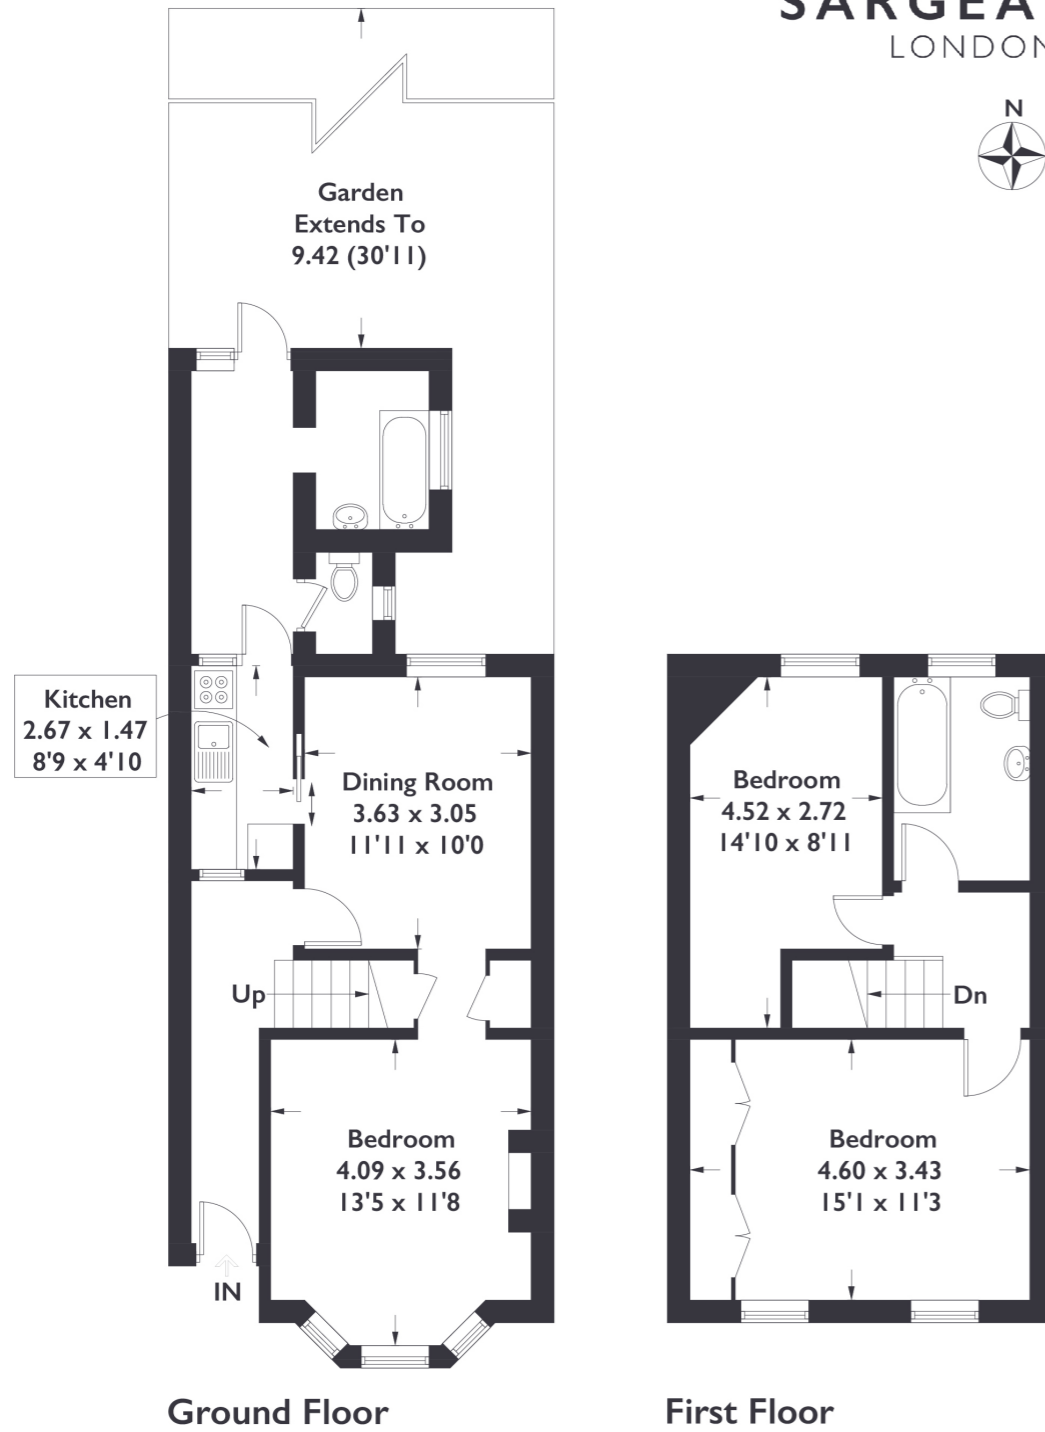 SARGEA
LONDON
N
Garden
Extends To
9.42 (30'11)
Kitchen
2.67 x 1.47
8'9 x 4'10
Dining Room
3.63 x 3.05
11'11 x 10'0
Bedroom
4.52 x 2.72
14'10 x 8'11
Up
Dn
Bedroom
4.09 x 3.56
13'5 x 11'8
Bedroom
4.60 x 3.43
15'1 x 11'3
IN
Ground Floor
First Floor